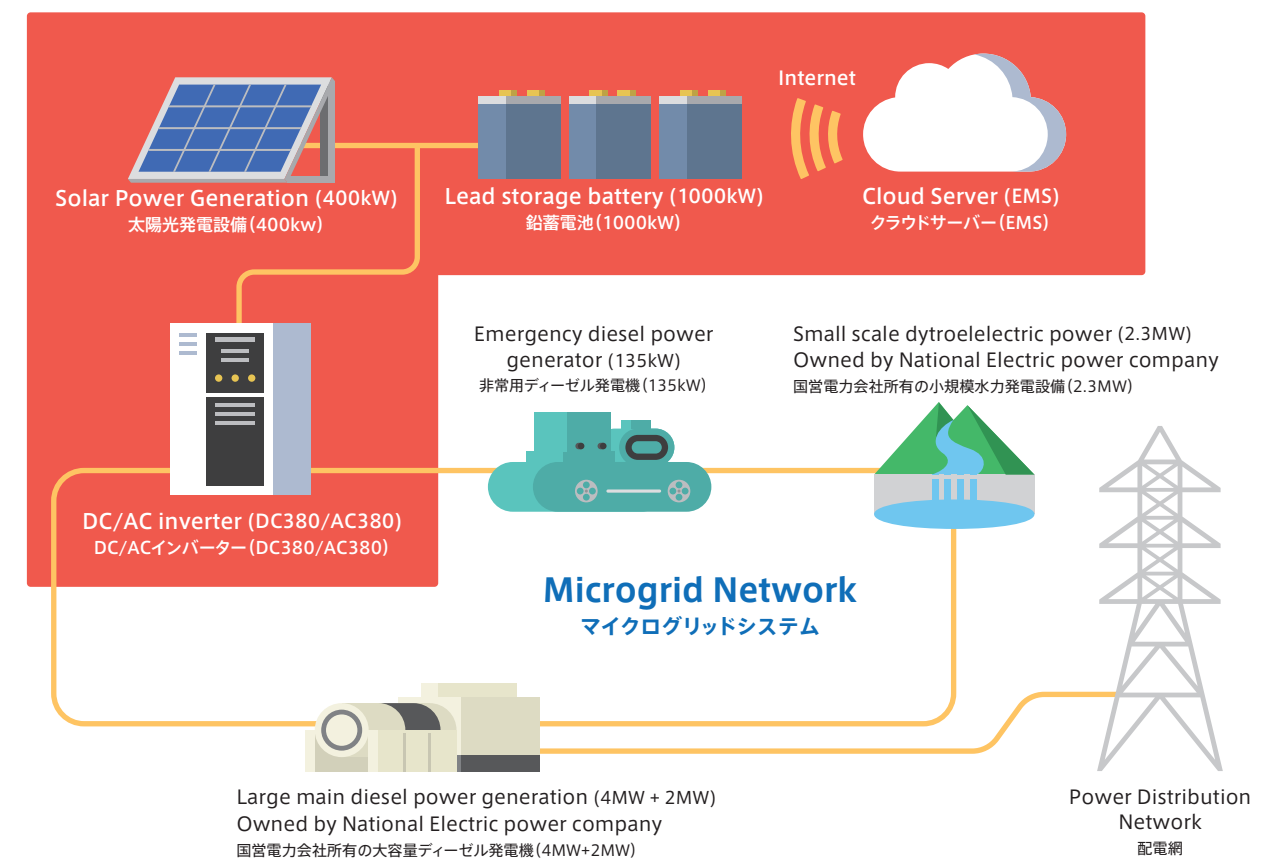 Internet
Solar Power Generation (400kW)
太陽光発電設備(400kw)
Lead storage battery (1000kW)
鉛蓄電池(1000kW)
Cloud Server (EMS)
クラウドサーバー(EMS)
Emergency diesel power
generator (135kW)
非常用ディーゼル発電機(135kW)
Small scale dytroelelectric power (2.3MW)
Owned by National Electric power company
国営電力会社所有の小規模水力発電設備(2.3MW)
DC/AC inverter (DC380/AC380)
DC/ACインバーター(DC380/AC380)
Microgrid Network
マイクログリッドシステム
Large main diesel power generation (4MW + 2MW)
Owned by National Electric power company
国営電力会社所有の大容量ディーゼル発電機(4MW+2MW)
Power Distribution
Network
配電網